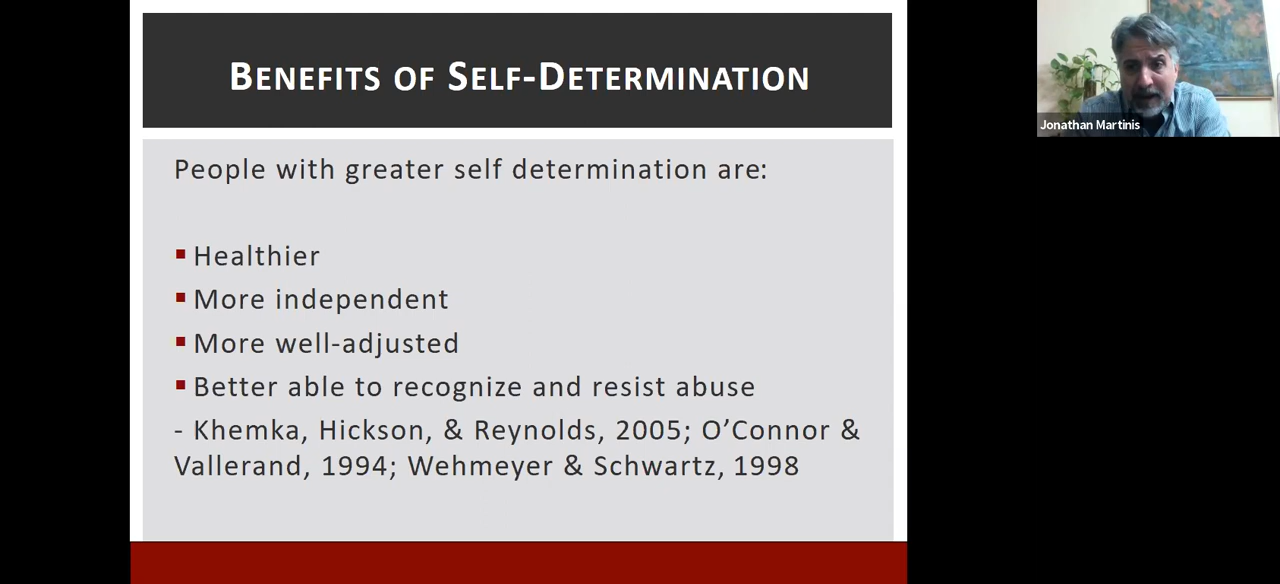 BENEFITS OF SELF-DETERMINATION
People with greater self determination are:
▪ Healthier
▪ More independent
▪ More well-adjusted
▪ Better able to recognize and resist abuse
- Khemka, Hickson, & Reynolds, 2005; O’Connor &
Vallerand, 1994; Wehmeyer & Schwartz, 1998
Jonathan Martinis